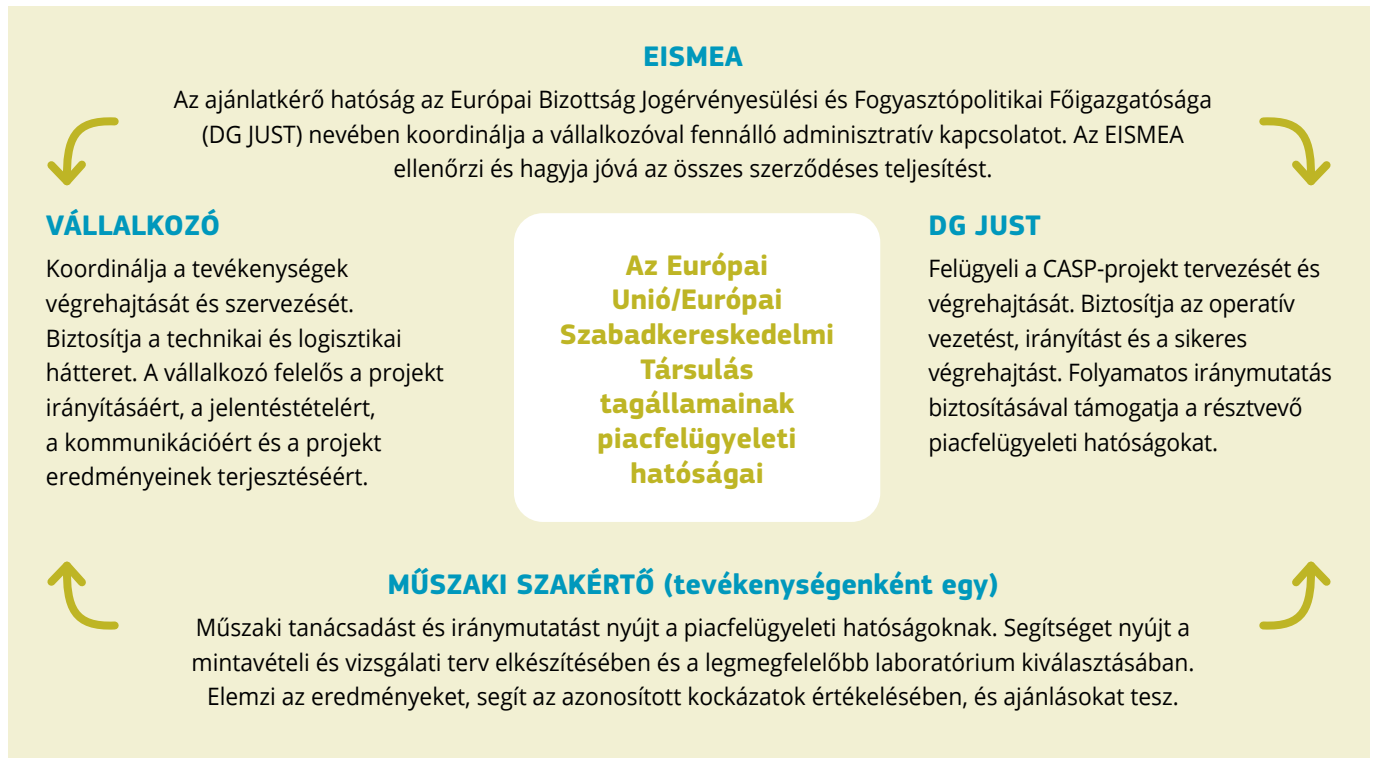 EISMEA
Az ajánlatkérő hatóság az Európai Bizottság Jogérvényesülési és Fogyasztópolitikai Főigazgatósága
(DG JUST) nevében koordinálja a vállalkozóval fennálló adminisztratív kapcsolatot. Az EISMEA
ellenőrzi és hagyja jóvá az összes szerződéses teljesítést.
VÁLLALKOZÓ
Koordinálja a tevékenységek
végrehajtását és szervezését.
Biztosítja a technikai és logisztikai
hátteret. A vállalkozó felelős a projekt
irányításáért, a jelentéstételért,
a kommunikációért és a projekt
eredményeinek terjesztéséért.
Az Európai
Unió/Európai
Szabadkereskedelmi
Társulás
tagállamainak
piacfelügyeleti
hatóságai
DG JUST
Felügyeli a CASP-projekt tervezését és
végrehajtását. Biztosítja az operatív
vezetést, irányítást és a sikeres
végrehajtást. Folyamatos iránymutatás
biztosításával támogatja a résztvevő
piacfelügyeleti hatóságokat.
MŰSZAKI SZAKÉRTŐ (tevékenységenként egy)
Műszaki tanácsadást és iránymutatást nyújt a piacfelügyeleti hatóságoknak. Segítséget nyújt a
mintavételi és vizsgálati terv elkészítésében és a legmegfelelőbb laboratórium kiválasztásában.
Elemzi az eredményeket, segít az azonosított kockázatok értékelésében, és ajánlásokat tesz.